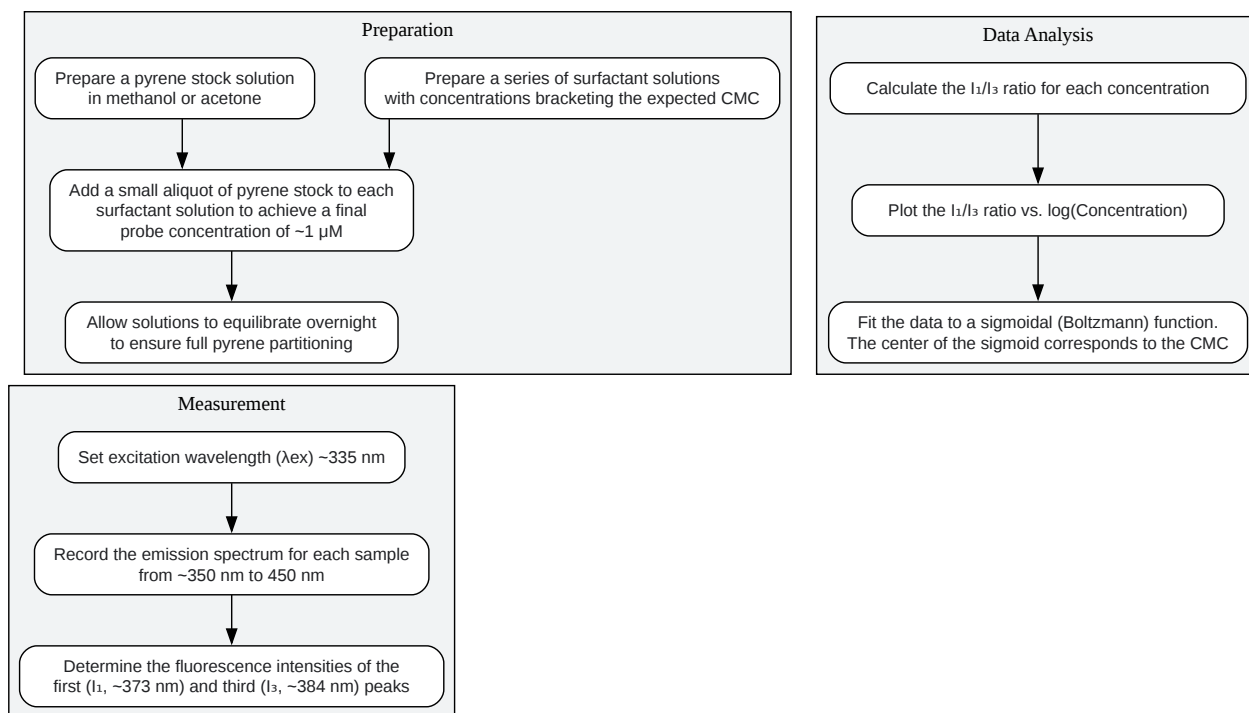 Preparation
Prepare a pyrene stock solution
in methanol or acetone
Prepare a series of surfactant solutions
with concentrations bracketing the expected CMC
Add a small aliquot of pyrene stock to each
surfactant solution to achieve a final
probe concentration of ~1 μM
Allow solutions to equilibrate overnight
to ensure full pyrene partitioning
Measurement
Set excitation wavelength (λex) ~335 nm
Record the emission spectrum for each sample
from ~350 nm to 450 nm
Determine the fluorescence intensities of the
first (I₁, ~373 nm) and third (I₃, ~384 nm) peaks
Data Analysis
Calculate the I₁/I₃ ratio for each concentration
Plot the I₁/I₃ ratio vs. log(Concentration)
Fit the data to a sigmoidal (Boltzmann) function.
The center of the sigmoid corresponds to the CMC